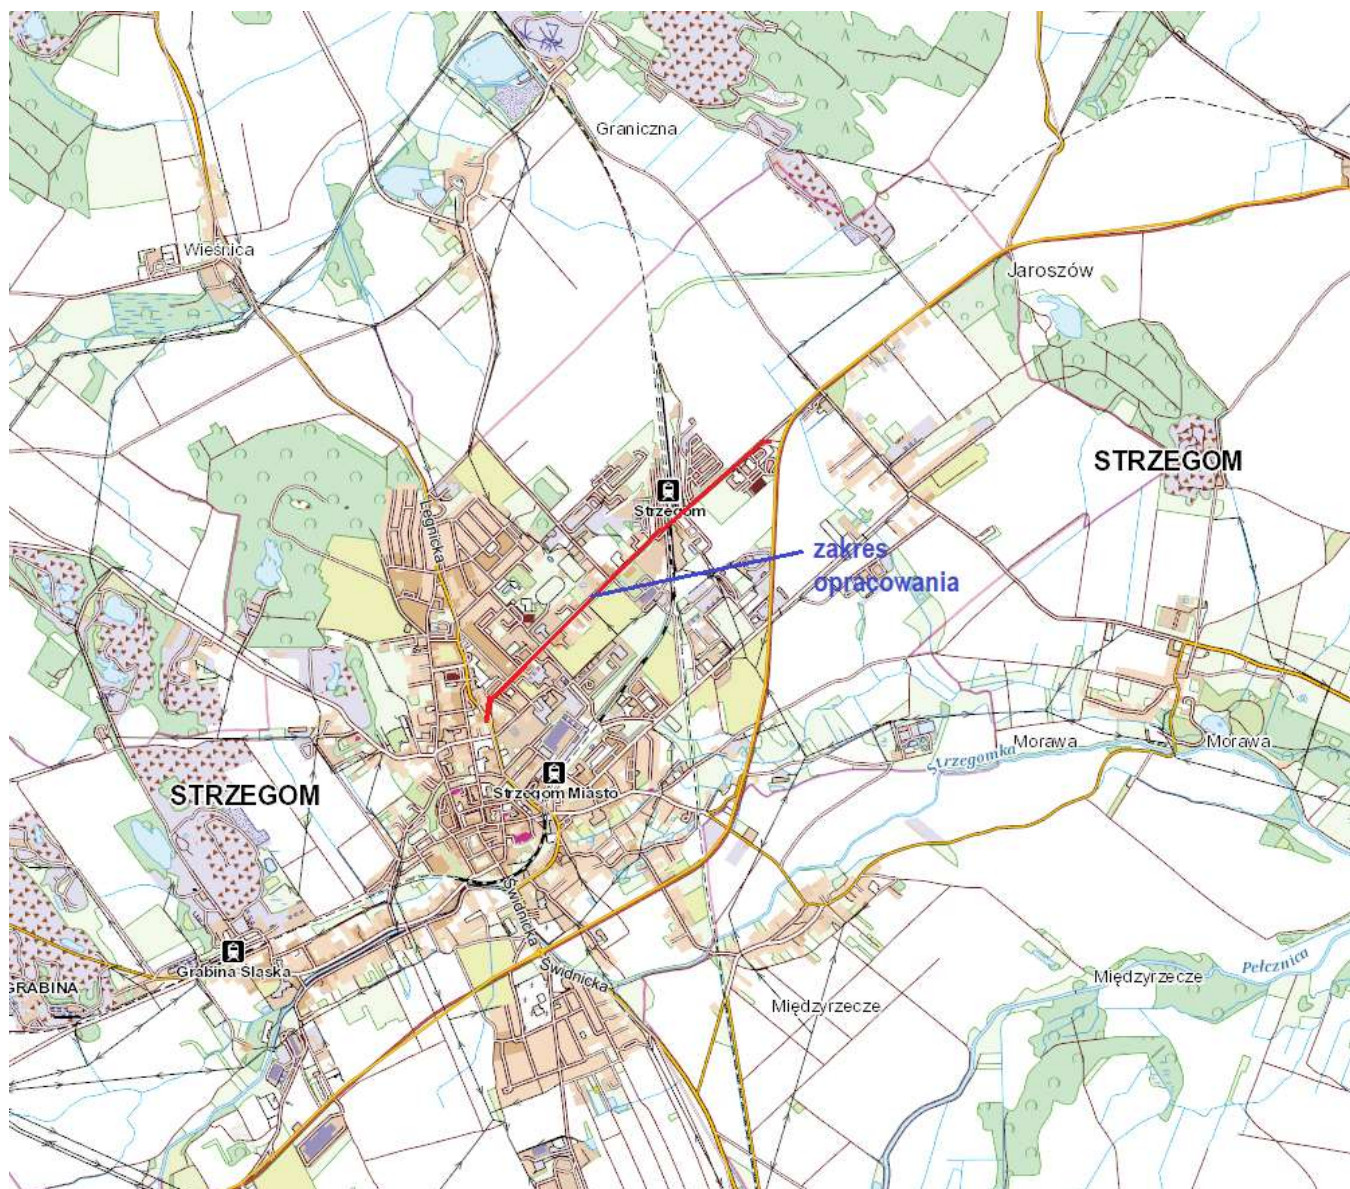 Graniczna
Wieśnica
Jaroszów
Legnicka
STRZEGOM
Strzegom
zakres
opracowania
Strzegomka
Morawa
Morawa
STRZEGOM
Strzegom Miasto
Świdnicka
Grabina Śląska
GRABINA
Świdnicka
Międzyrzecze
Pełcznica
Międzyrzecze